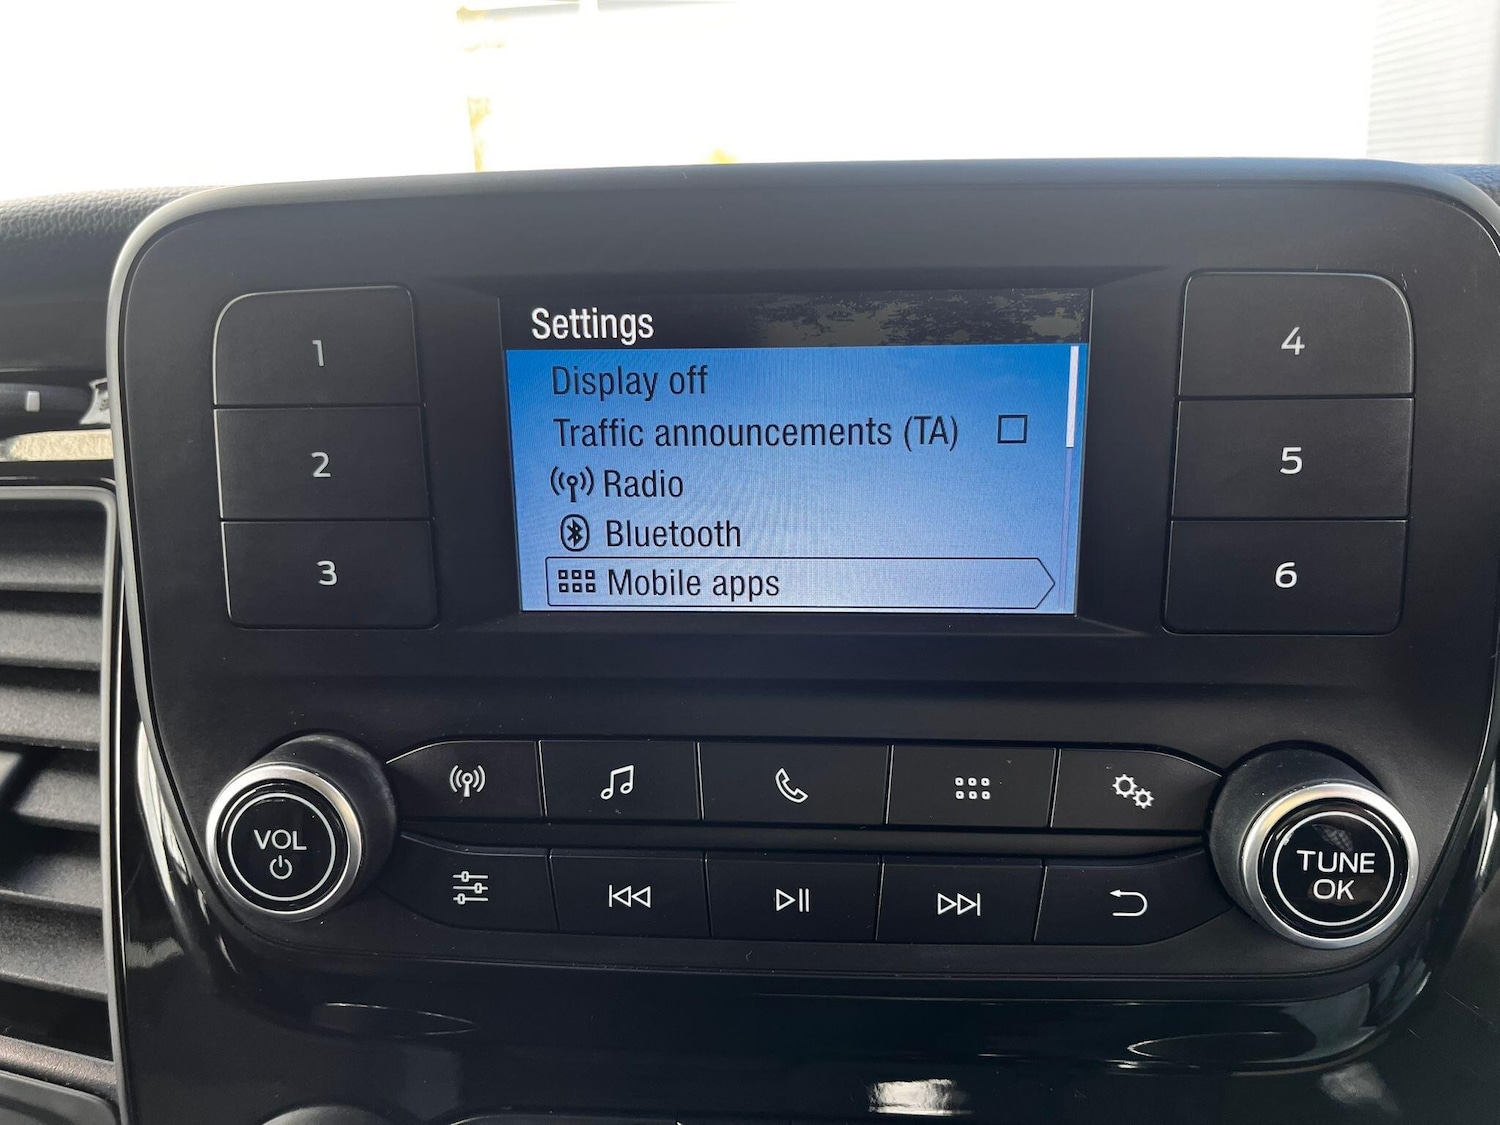 Settings
Display off
Traffic announcements (TA)
Radio
Bluetooth
Mobile apps
1
2
3
4
5
6
VOL
TUNE
OK